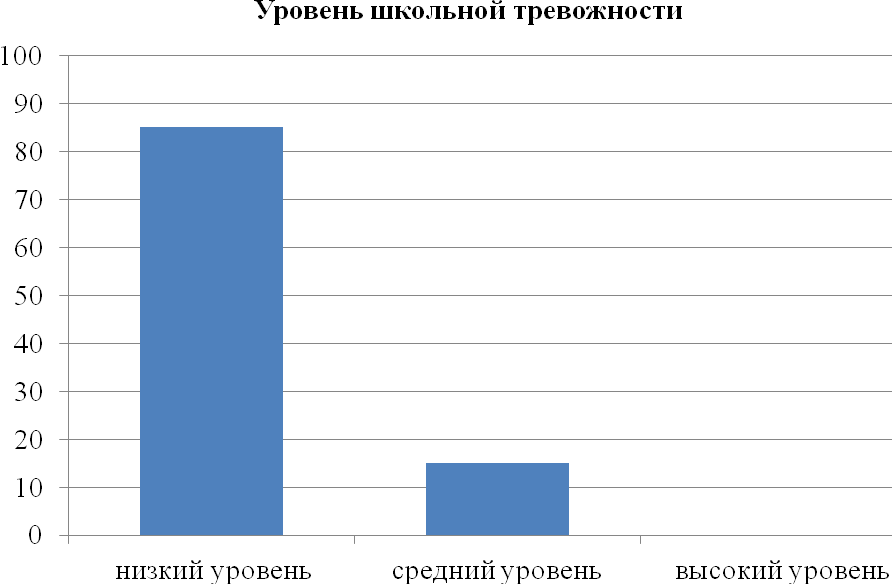 Уровень школьной тревожности
100
90
80
70
60
50
40
30
20
10
0
низкий уровень
средний уровень
высокий уровень